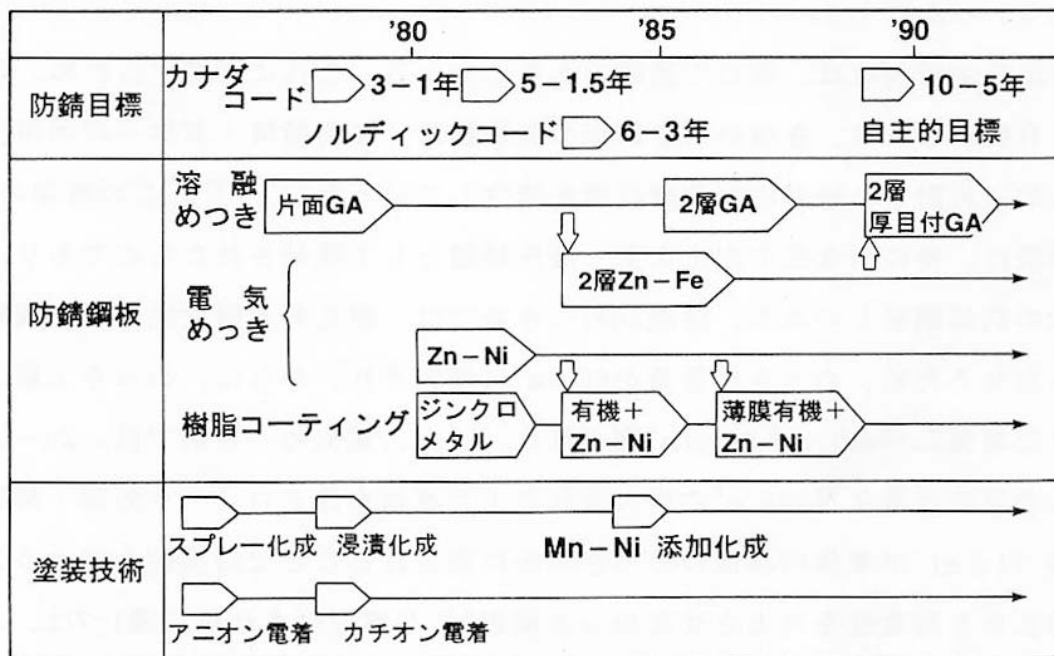 '80 '85 '90
防錆目標
カナダ
コード 3−1年 5−1.5年 10−5年
ノルディックコード 6−3年 自主的目標
防錆鋼板
溶融
めつき
片面GA
2層GA
2層
厚目付GA
電気
めっき
2層Zn−Fe
Zn−Ni
樹脂コーティング
ジンクロ
メタル
有機+
Zn−Ni
薄膜有機+
Zn−Ni
塗装技術
スプレー化成 浸漬化成 Mn−Ni 添加化成
アニオン電着 カチオン電着